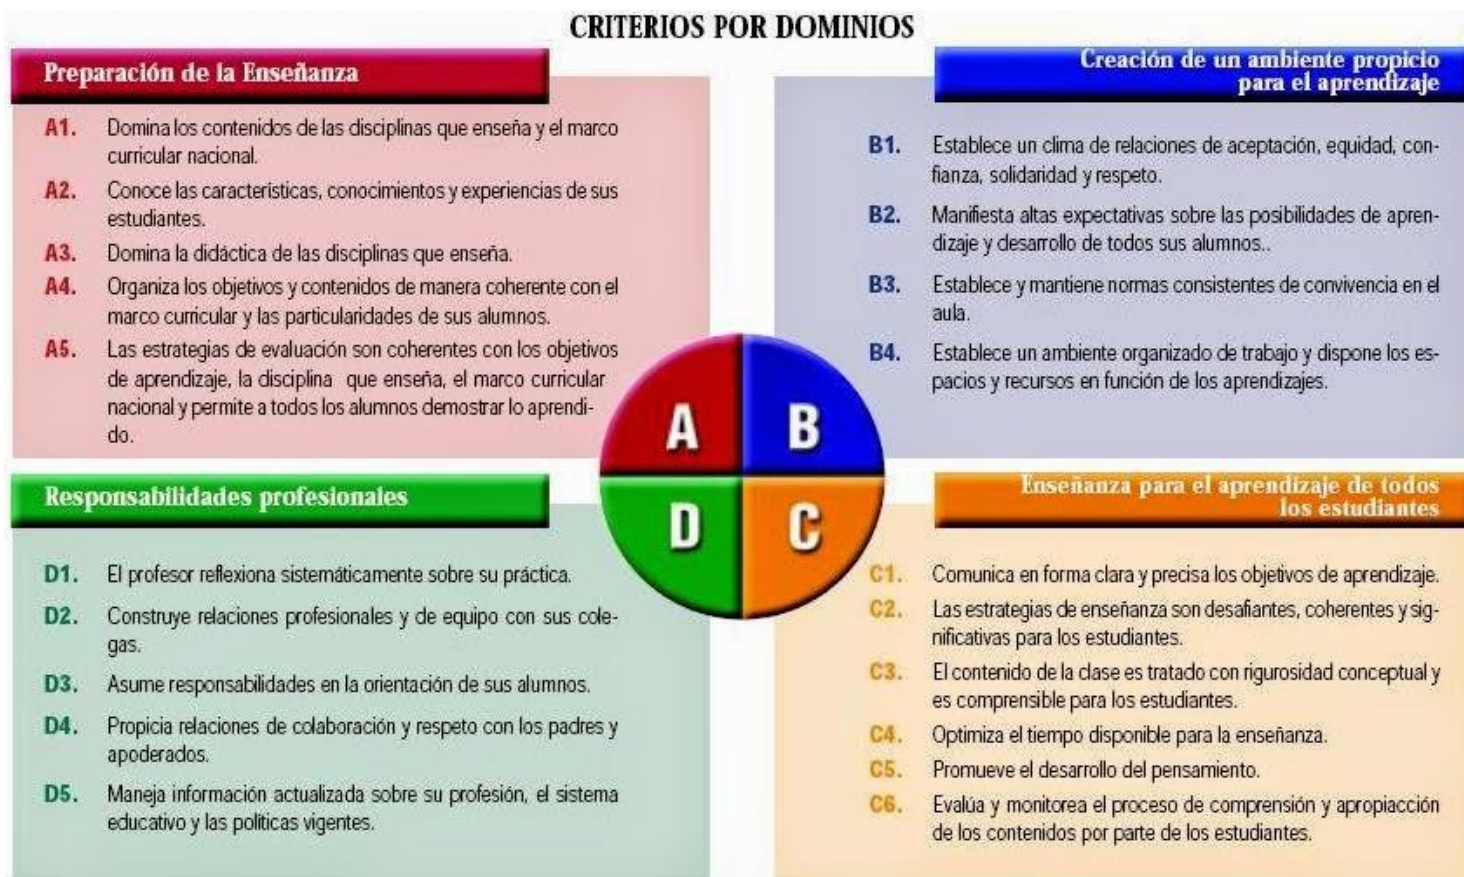 CRITERIOS POR DOMINIOS
Preparación de la Enseñanza
A1. Domina los contenidos de las disciplinas que enseña y el marco
curricular nacional.
A2. Conoce las características, conocimientos y experiencias de sus
estudiantes.
A3. Domina la didáctica de las disciplinas que enseña.
A4. Organiza los objetivos y contenidos de manera coherente con el
marco curricular y las particularidades de sus alumnos.
A5. Las estrategias de evaluación son coherentes con los objetivos
de aprendizaje, la disciplina que enseña, el marco curricular
nacional y permite a todos los alumnos demostrar lo aprendi-
do.
Creación de un ambiente propicio
para el aprendizaje
B1. Establece un clima de relaciones de aceptación, equidad, con-
fianza, solidaridad y respeto.
B2. Manifiesta altas expectativas sobre las posibilidades de apren-
dizaje y desarrollo de todos sus alumnos..
B3. Establece y mantiene normas consistentes de convivencia en el
aula.
B4. Establece un ambiente organizado de trabajo y dispone los es-
pacios y recursos en función de los aprendizajes.
A B
D C
Responsabilidades profesionales
D1. El profesor reflexiona sistemáticamente sobre su práctica.
D2. Construye relaciones profesionales y de equipo con sus cole-
gas.
D3. Asume responsabilidades en la orientación de sus alumnos.
D4. Propicia relaciones de colaboración y respeto con los padres y
apoderados.
D5. Maneja información actualizada sobre su profesión, el sistema
educativo y las políticas vigentes.
Enseñanza para el aprendizaje de todos
los estudiantes
C1. Comunica en forma clara y precisa los objetivos de aprendizaje.
C2. Las estrategias de enseñanza son desafiantes, coherentes y sig-
nificativas para los estudiantes.
C3. El contenido de la clase es tratado con rigurosidad conceptual y
es comprensible para los estudiantes.
C4. Optimiza el tiempo disponible para la enseñanza.
C5. Promueve el desarrollo del pensamiento.
C6. Evalúa y monitorea el proceso de comprensión y apropiacción
de los contenidos por parte de los estudiantes.